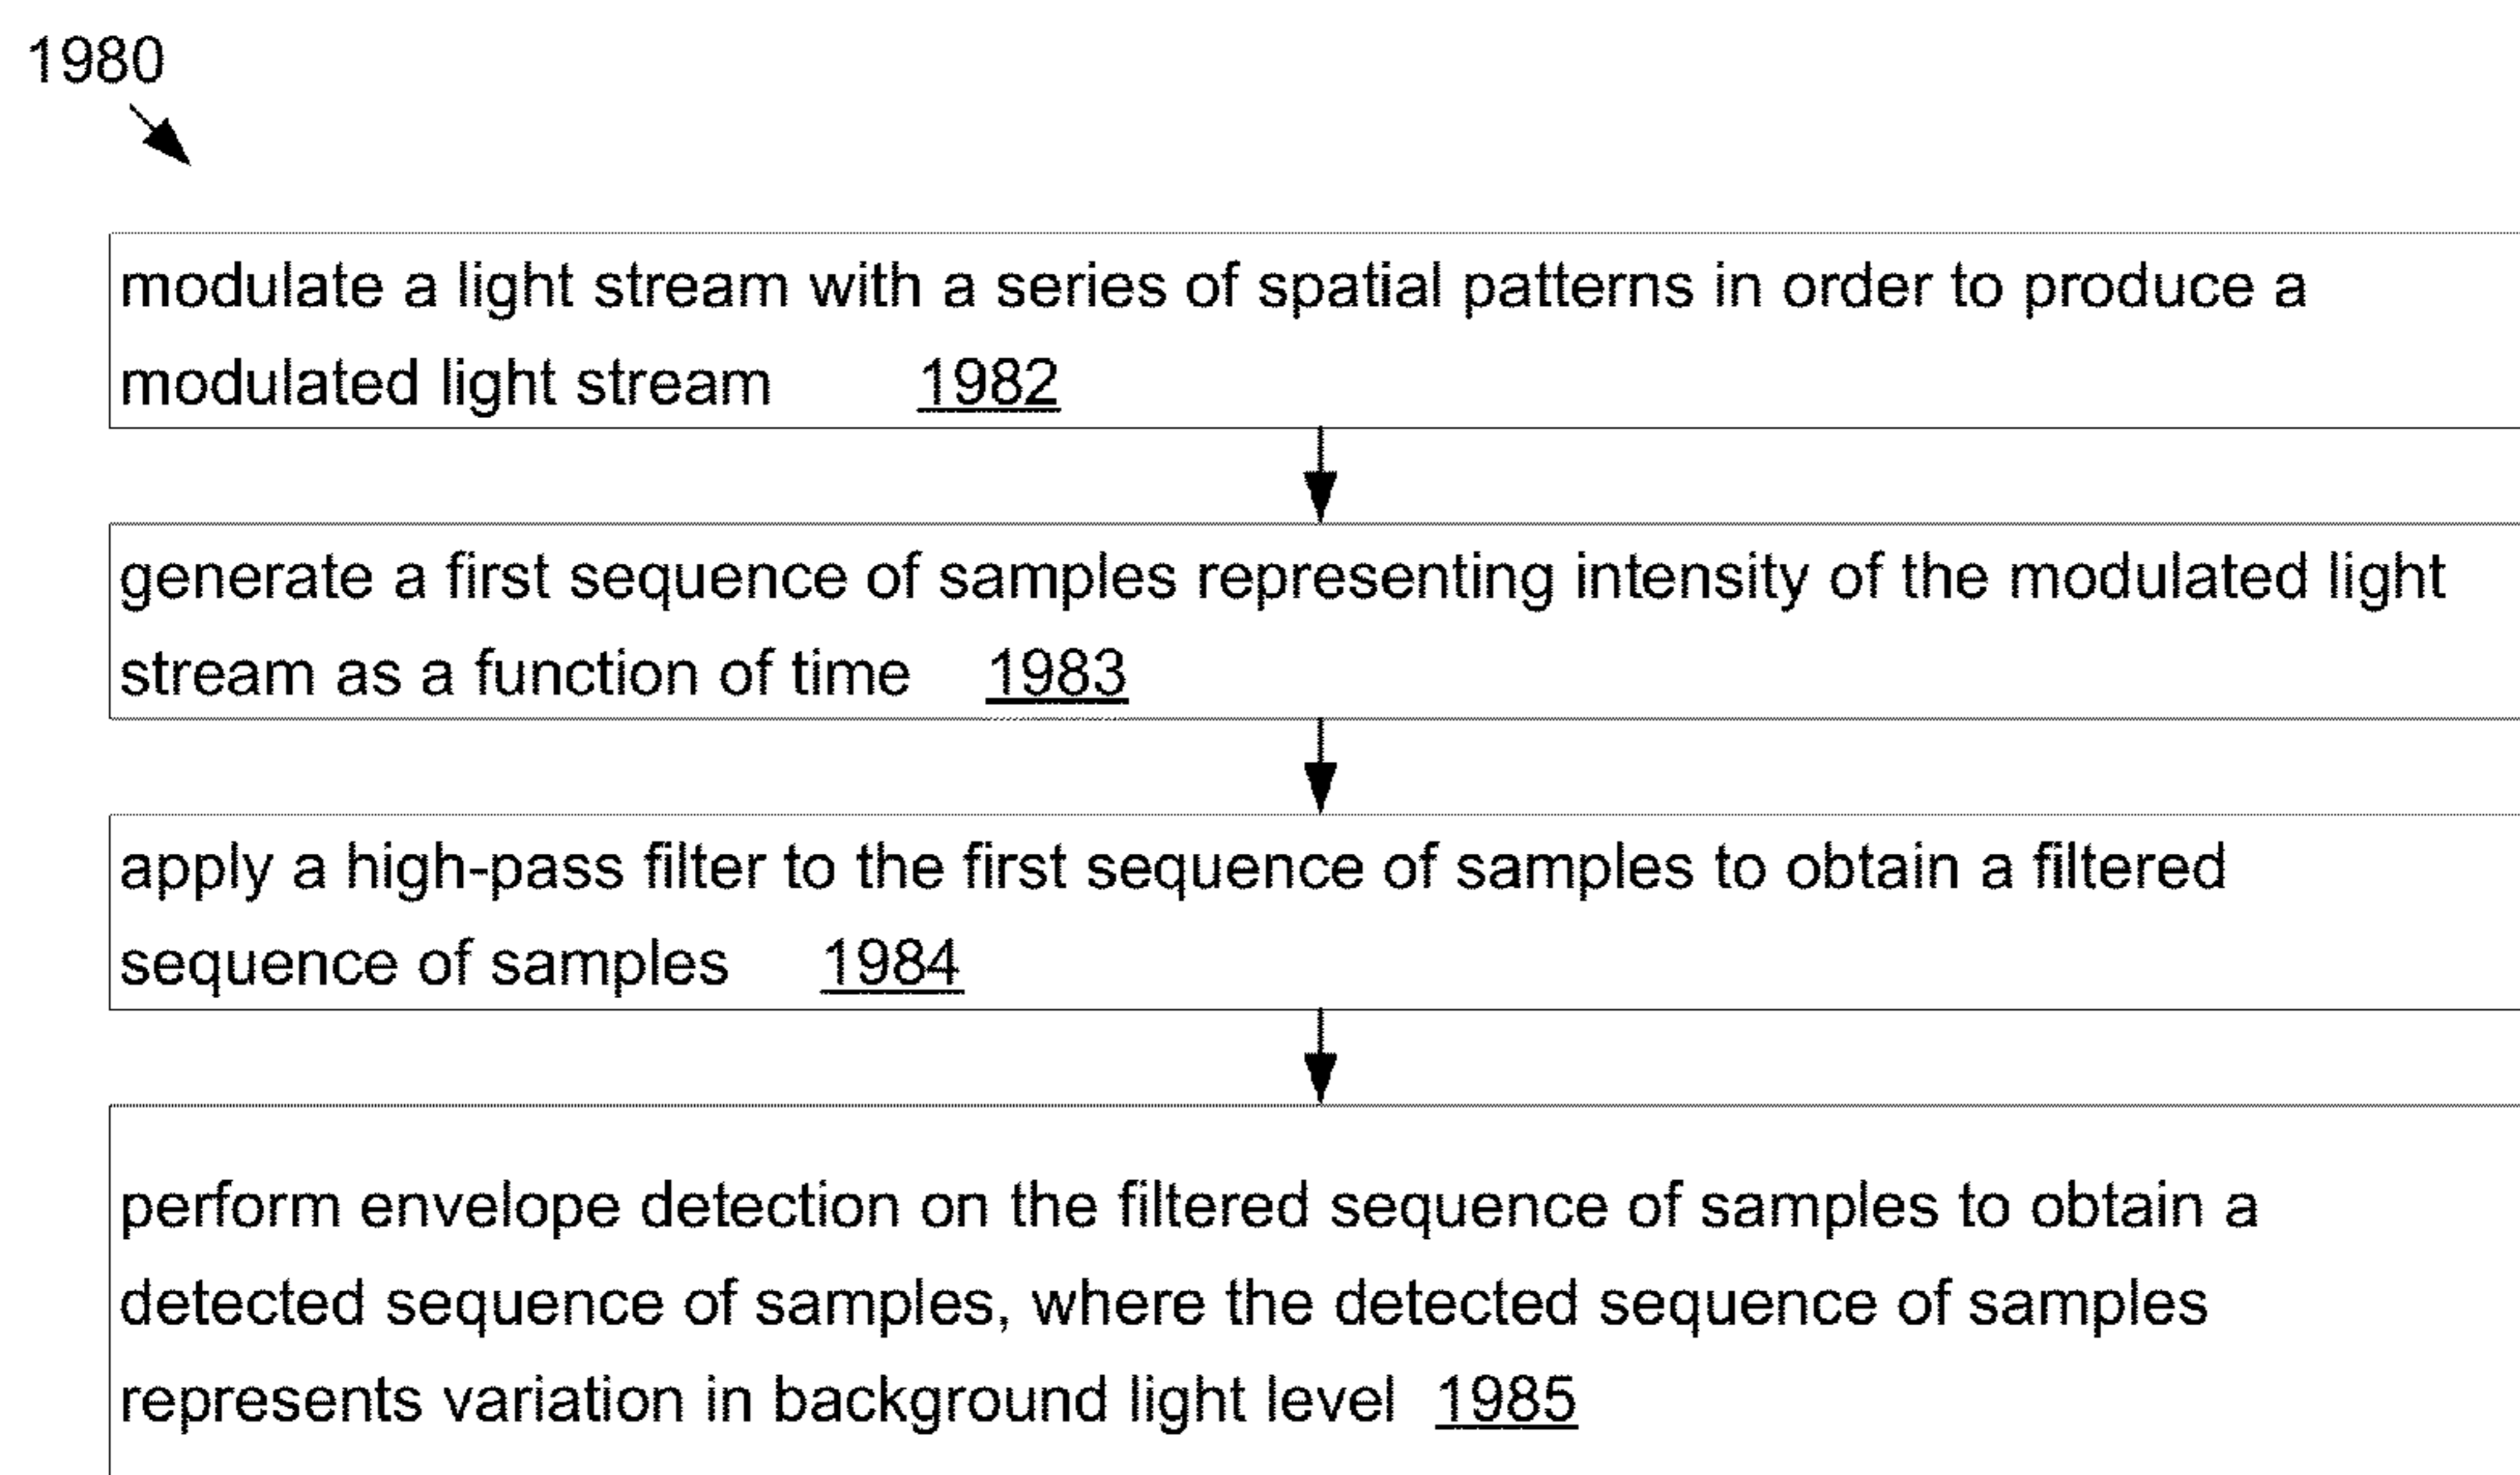 1980
modulate a light stream with a series of spatial patterns in order to produce a
modulated light stream 1982
generate a first sequence of samples representing intensity of the modulated light
stream as a function of time 1983
apply a high-pass filter to the first sequence of samples to obtain a filtered
sequence of samples 1984
perform envelope detection on the filtered sequence of samples to obtain a
detected sequence of samples, where the detected sequence of samples
represents variation in background light level 1985